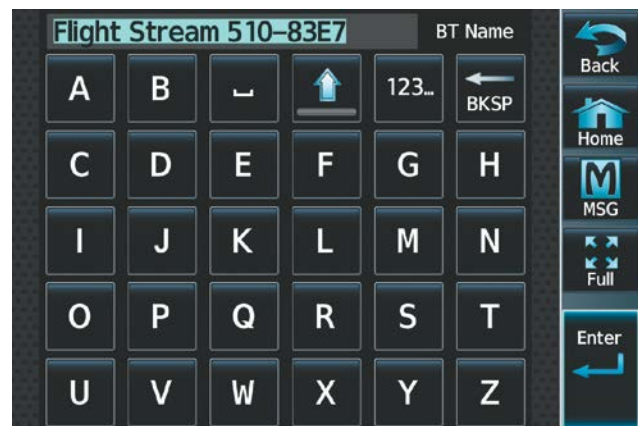 Flight Stream 510-83E7 BT Name
A B 123... BKSP
C D E F G H
I J K L M N
O P Q R S T
U V W X Y Z
Back
Home
MSG
Full
Enter